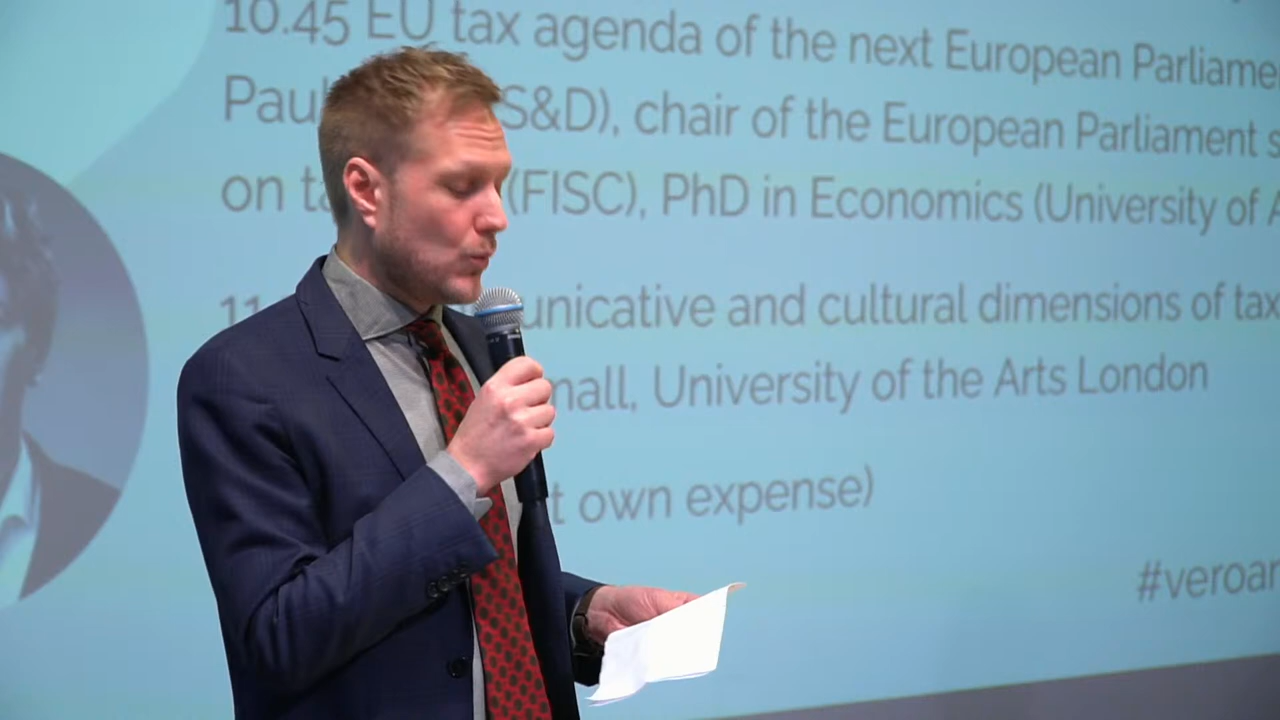 10.45 EU tax agenda of the next European Parliame
Paul S&D), chair of the European Parliament s
on ta (FISC), PhD in Economics (University of A
11 unicative and cultural dimensions of tax
mall, University of the Arts London
t own expense)
#veroar